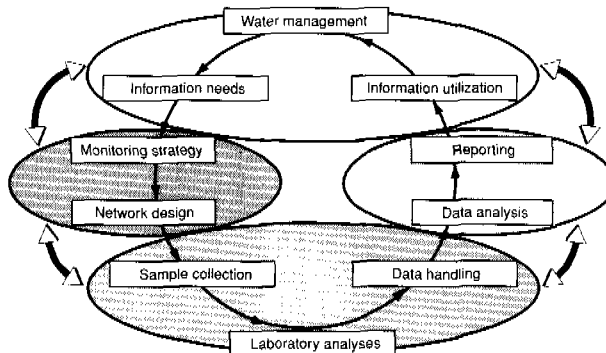 Water management
Information needs
Information utilization
Monitoring strategy
Reporting
Network design
Data analysis
Sample collection
Data handling
Laboratory analyses